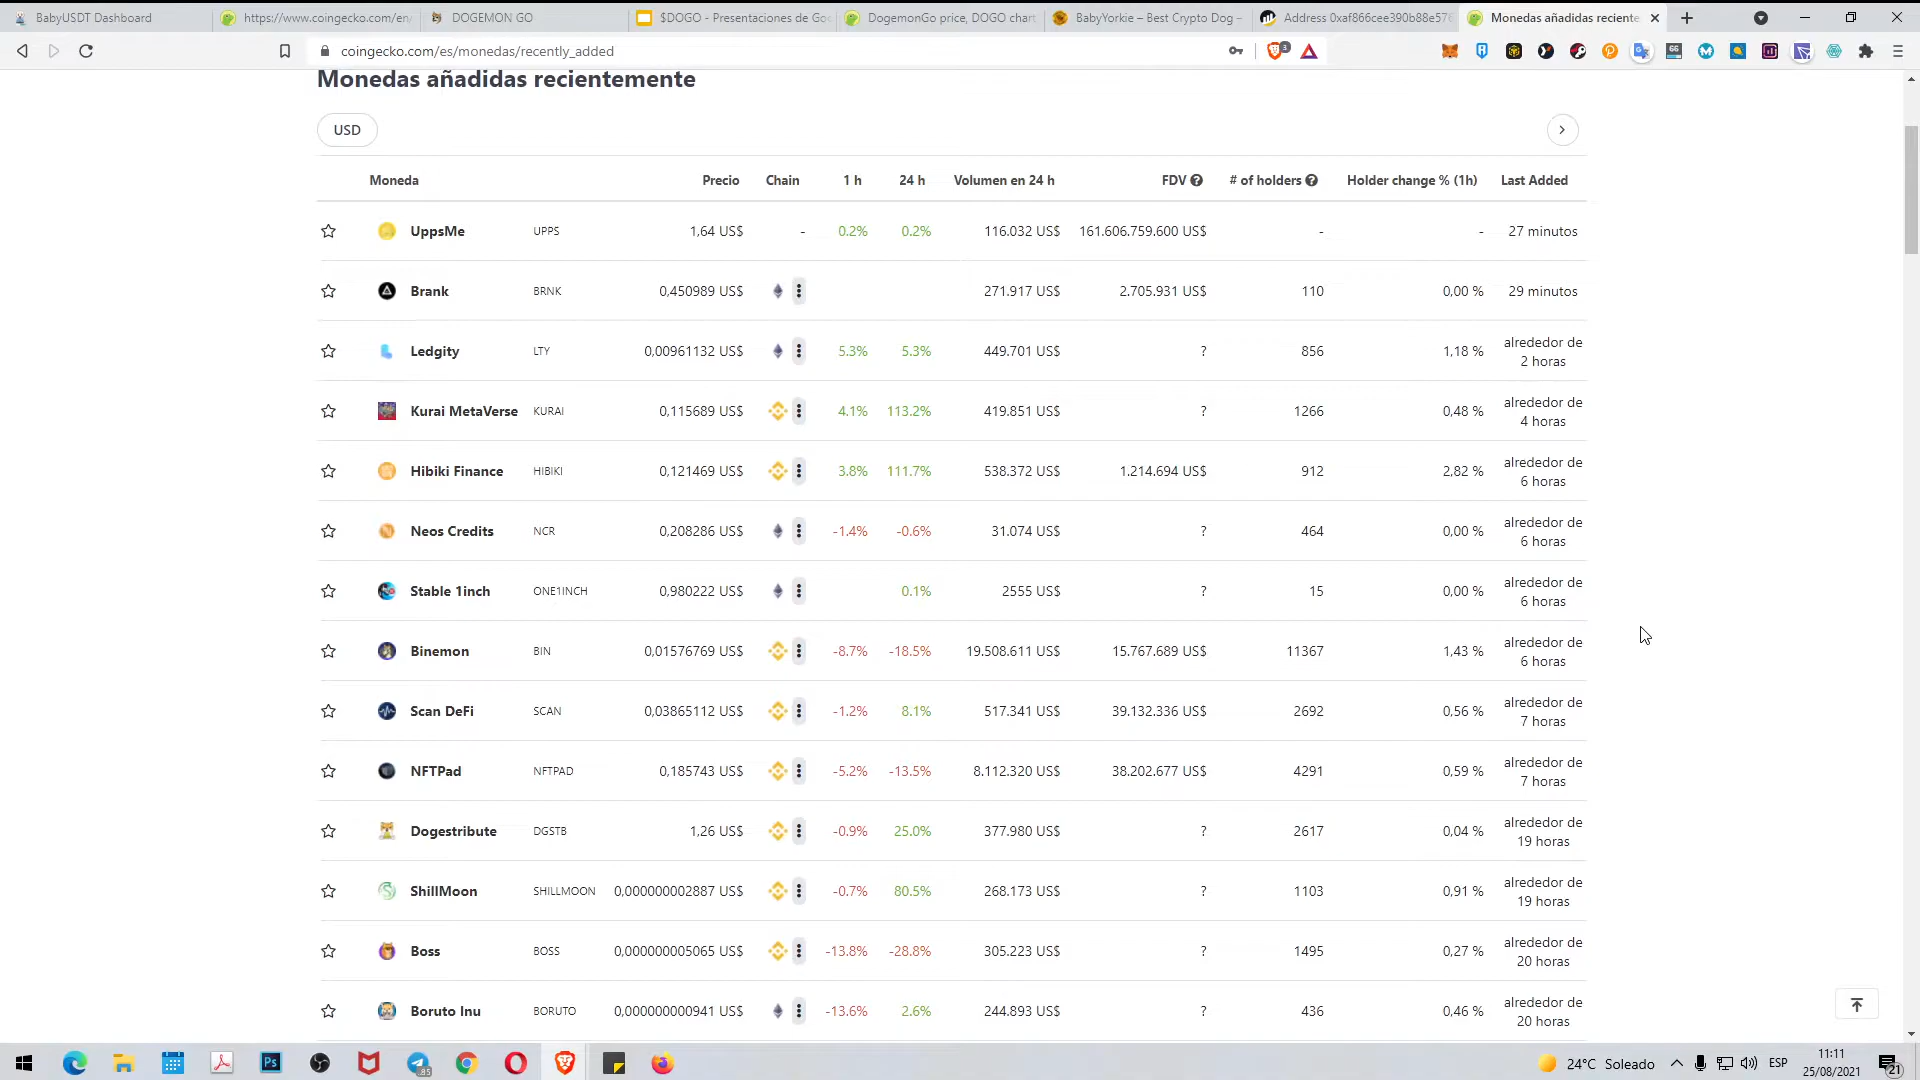 BabyUSDT Dashboard
https://www.coingecko.com/en/
DOGEMON GO
$DOGO - Presentaciones de Goo
DogemonGo price, DOGO chart
BabyYorkie – Best Crypto Dog –
Address 0xaf866cee390b88e576
Monedas añadidas reciente
coingecko.com/es/monedas/recently_added
3
66
Monedas añadidas recientemente
USD
Moneda Precio Chain 1 h 24 h Volumen en 24 h FDV # of holders Holder change % (1h) Last Added
UppsMe UPPS 1,64 US$ - 0.2% 0.2% 116.032 US$ 161.606.759.600 US$ - - 27 minutos
Brank BRNK 0,450989 US$ 271.917 US$ 2.705.931 US$ 110 0,00 % 29 minutos
Ledgity LTY 0,00961132 US$ 5.3% 5.3% 449.701 US$ ? 856 1,18 % alrededor de
2 horas
Kurai MetaVerse KURAI 0,115689 US$ 4.1% 113.2% 419.851 US$ ? 1266 0,48 % alrededor de
4 horas
Hibiki Finance HIBIKI 0,121469 US$ 3.8% 111.7% 538.372 US$ 1.214.694 US$ 912 2,82 % alrededor de
6 horas
Neos Credits NCR 0,208286 US$ -1.4% -0.6% 31.074 US$ ? 464 0,00 % alrededor de
6 horas
Stable 1inch ONE1INCH 0,980222 US$ 0.1% 2555 US$ ? 15 0,00 % alrededor de
6 horas
Binemon BIN 0,01576769 US$ -8.7% -18.5% 19.508.611 US$ 15.767.689 US$ 11367 1,43 % alrededor de
6 horas
Scan DeFi SCAN 0,03865112 US$ -1.2% 8.1% 517.341 US$ 39.132.336 US$ 2692 0,56 % alrededor de
7 horas
NFTPad NFTPAD 0,185743 US$ -5.2% -13.5% 8.112.320 US$ 38.202.677 US$ 4291 0,59 % alrededor de
7 horas
Dogestribute DGSTB 1,26 US$ -0.9% 25.0% 377.980 US$ ? 2617 0,04 % alrededor de
19 horas
ShillMoon SHILLMOON 0,000000002887 US$ -0.7% 80.5% 268.173 US$ ? 1103 0,91 % alrededor de
19 horas
Boss BOSS 0,000000005065 US$ -13.8% -28.8% 305.223 US$ ? 1495 0,27 % alrededor de
20 horas
Boruto Inu BORUTO 0,000000000941 US$ -13.6% 2.6% 244.893 US$ ? 436 0,46 % alrededor de
20 horas
Ps
85
24°C Soleado
ESP
11:11
25/08/2021
21